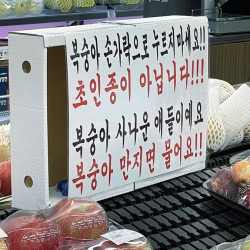 복숭아 손가락으로 누르지마세요!!
초인종이 아닙니다!!!
복숭아 사나운 애들이예요
복숭아 만지면 물어요!!